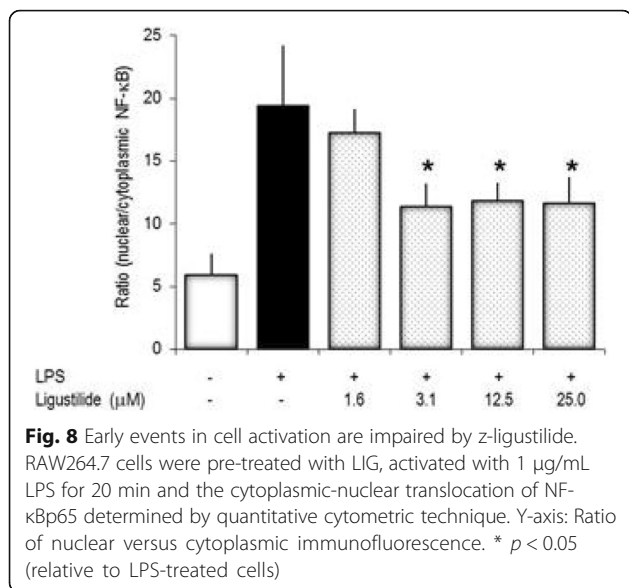 25
20
15
10
5
0
Ratio (nuclear/cytoplasmic NF-κB)
* * *
LPS - + + + + +
Ligustilide (μM) - - 1.6 3.1 12.5 25.0
Fig. 8 Early events in cell activation are impaired by z-ligustilide.
RAW264.7 cells were pre-treated with LIG, activated with 1 μg/mL
LPS for 20 min and the cytoplasmic-nuclear translocation of NF-
κBp65 determined by quantitative cytometric technique. Y-axis: Ratio
of nuclear versus cytoplasmic immunofluorescence. * p < 0.05
(relative to LPS-treated cells)